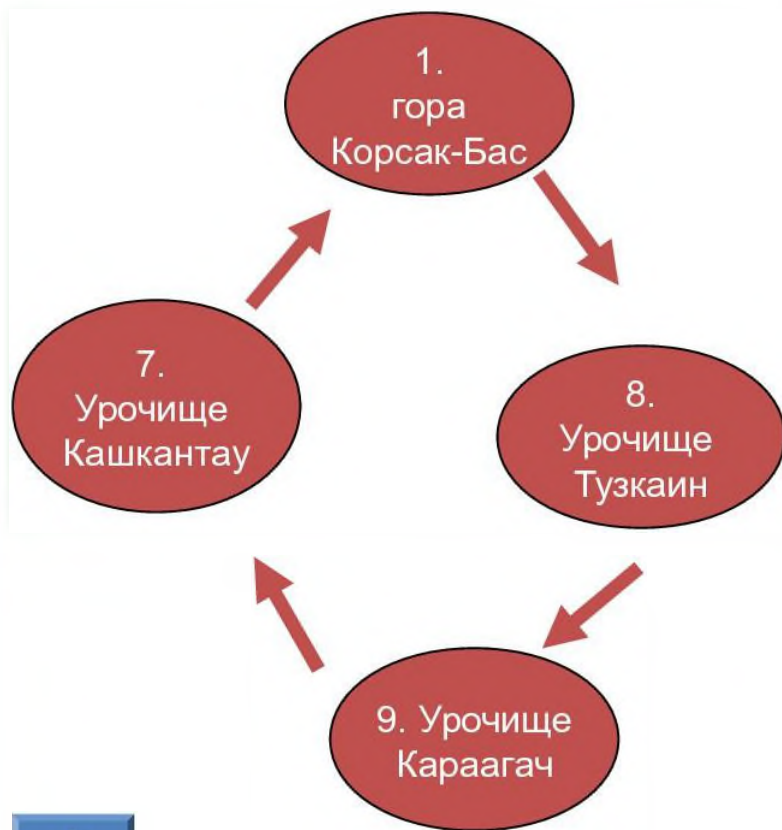 1.
гора
Корсак-Бас
7.
Урочище
Кашкантау
8.
Урочище
Тузкаин
9. Урочище
Караагач